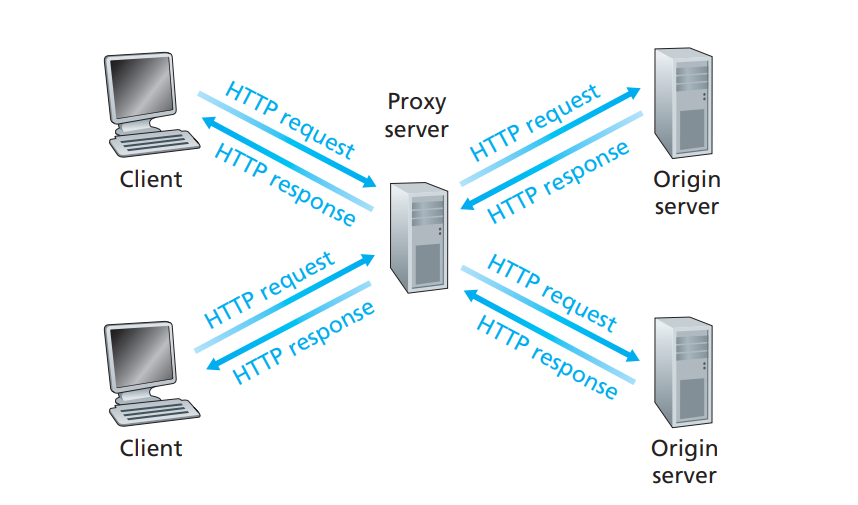 HTTP request
HTTP response
Client
Proxy
server
HTTP request
HTTP response
Origin
server
HTTP request
HTTP response
Client
HTTP request
HTTP response
Origin
server